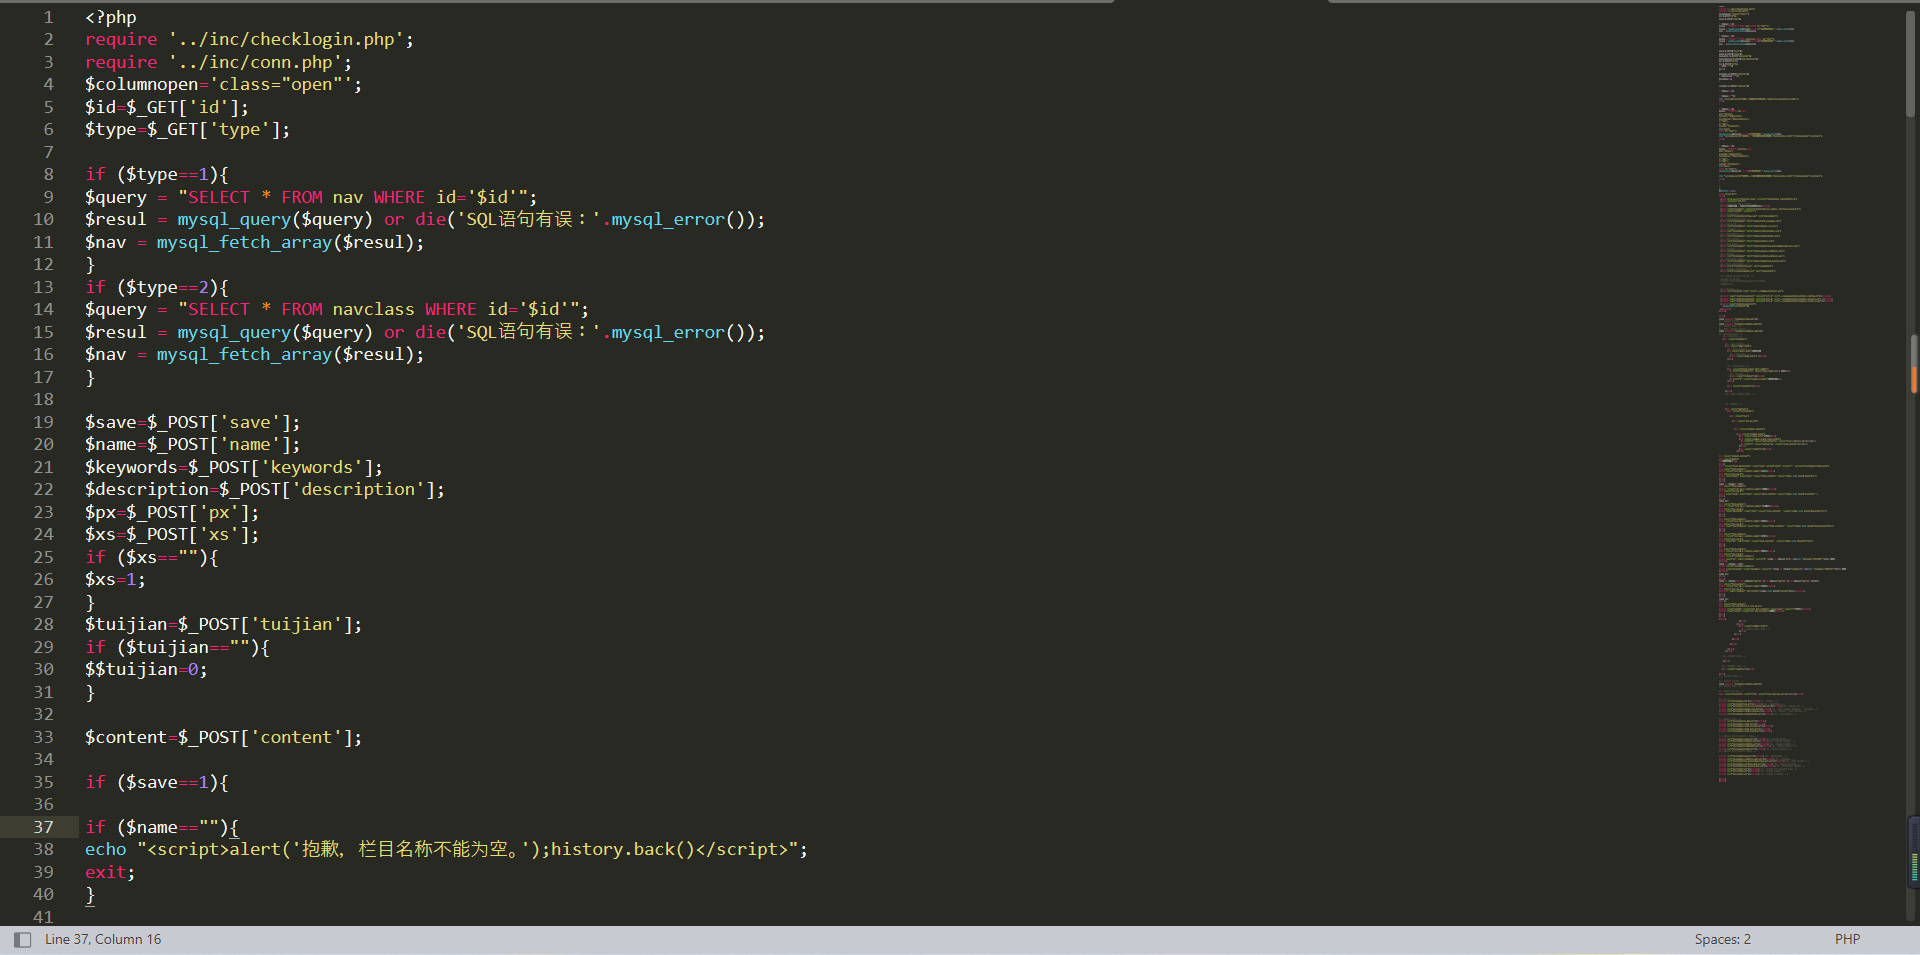 1 <?php
2 require '../inc/checklogin.php';
3 require '../inc/conn.php';
4 $columnopen='class="open"';
5 $id=$_GET['id'];
6 $type=$_GET['type'];
7
8 if ($type==1){
9 $query = "SELECT * FROM nav WHERE id='$id'";
10 $resul = mysql_query($query) or die('SQL语句有误：'.mysql_error());
11 $nav = mysql_fetch_array($resul);
12 }
13 if ($type==2){
14 $query = "SELECT * FROM navclass WHERE id='$id'";
15 $resul = mysql_query($query) or die('SQL语句有误：'.mysql_error());
16 $nav = mysql_fetch_array($resul);
17 }
18
19 $save=$_POST['save'];
20 $name=$_POST['name'];
21 $keywords=$_POST['keywords'];
22 $description=$_POST['description'];
23 $px=$_POST['px'];
24 $xs=$_POST['xs'];
25 if ($xs==""){
26 $xs=1;
27 }
28 $tuijian=$_POST['tuijian'];
29 if ($tuijian==""){
30 $$tuijian=0;
31 }
32
33 $content=$_POST['content'];
34
35 if ($save==1){
36
37 if ($name==""){
38 echo "<script>alert('抱歉，栏目名称不能为空。');history.back()</script>";
39 exit;
40 }
41
Line 37, Column 16
Spaces: 2
PHP